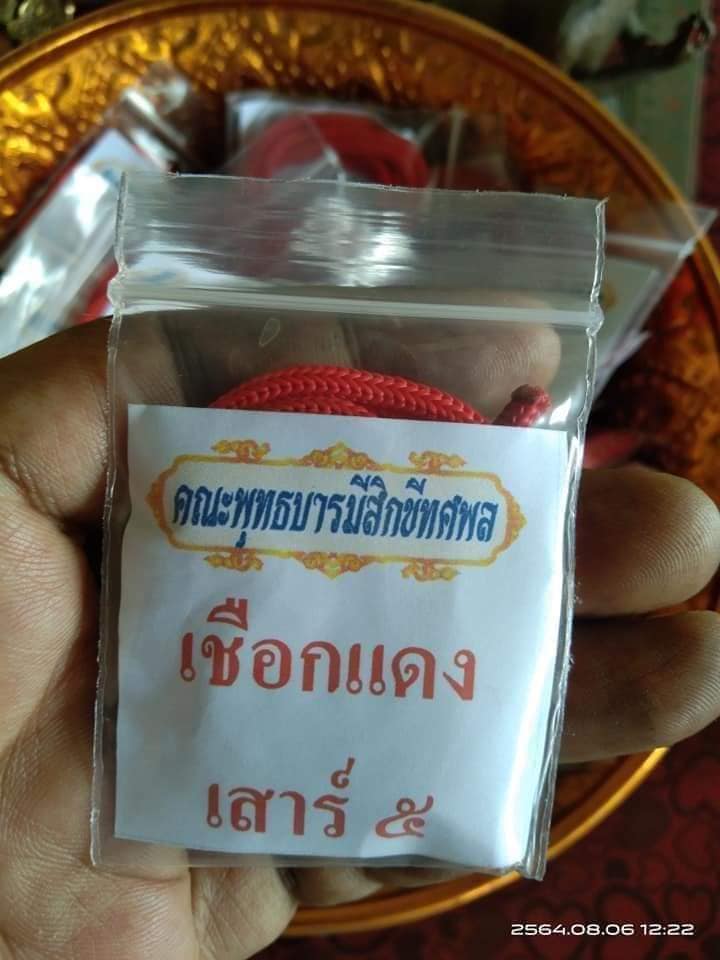 คณะพุทธบารมีสิกขีทศพล
เชือกแดง
เสาร์ ๕
2564.08.06 12:22